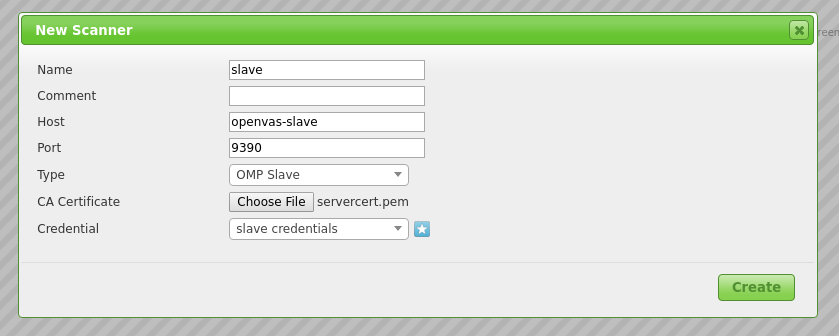 New Scanner
Name slave
Comment
Host openvas-slave
Port 9390
Type OMP Slave
CA Certificate Choose File servercert.pem
Credential slave credentials
Create